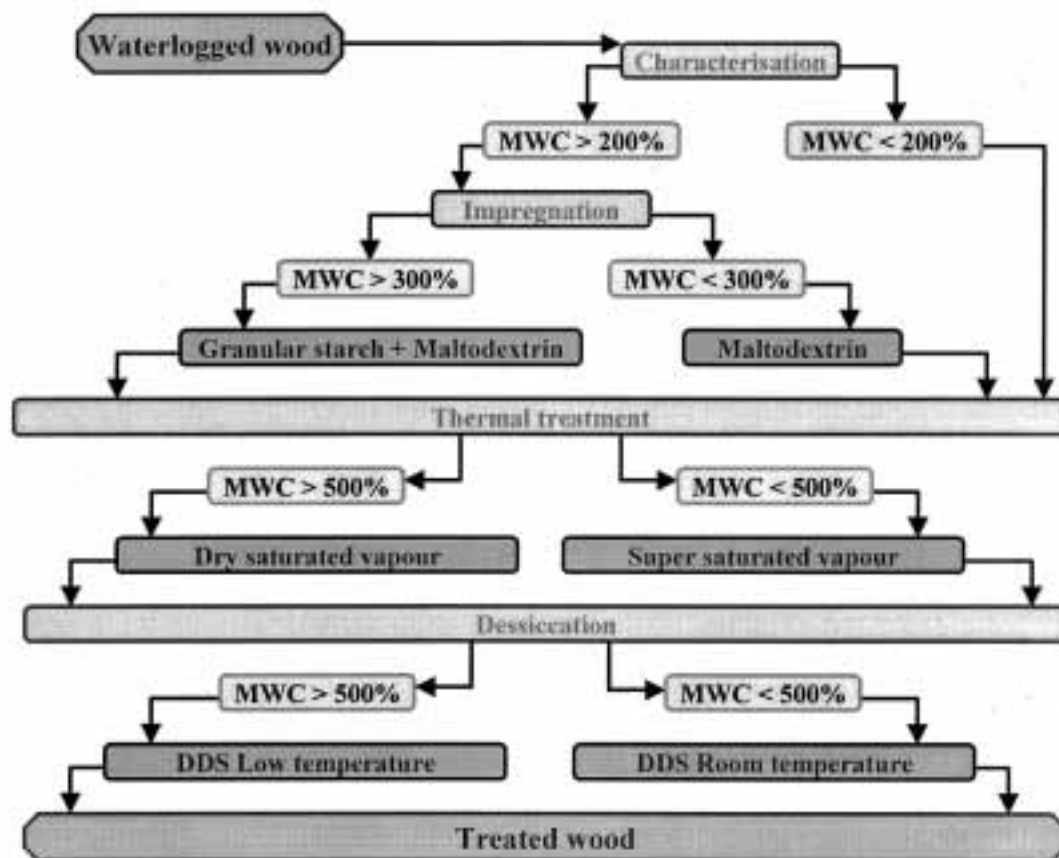 Waterlogged wood
Characterisation
MWC > 200%
MWC < 200%
Impregnation
MWC > 300%
MWC < 300%
Granular starch + Maltodextrin
Maltodextrin
Thermal treatment
MWC > 500%
MWC < 500%
Dry saturated vapour
Super saturated vapour
Dessiccation
MWC > 500%
MWC < 500%
DDS Low temperature
DDS Room temperature
Treated wood